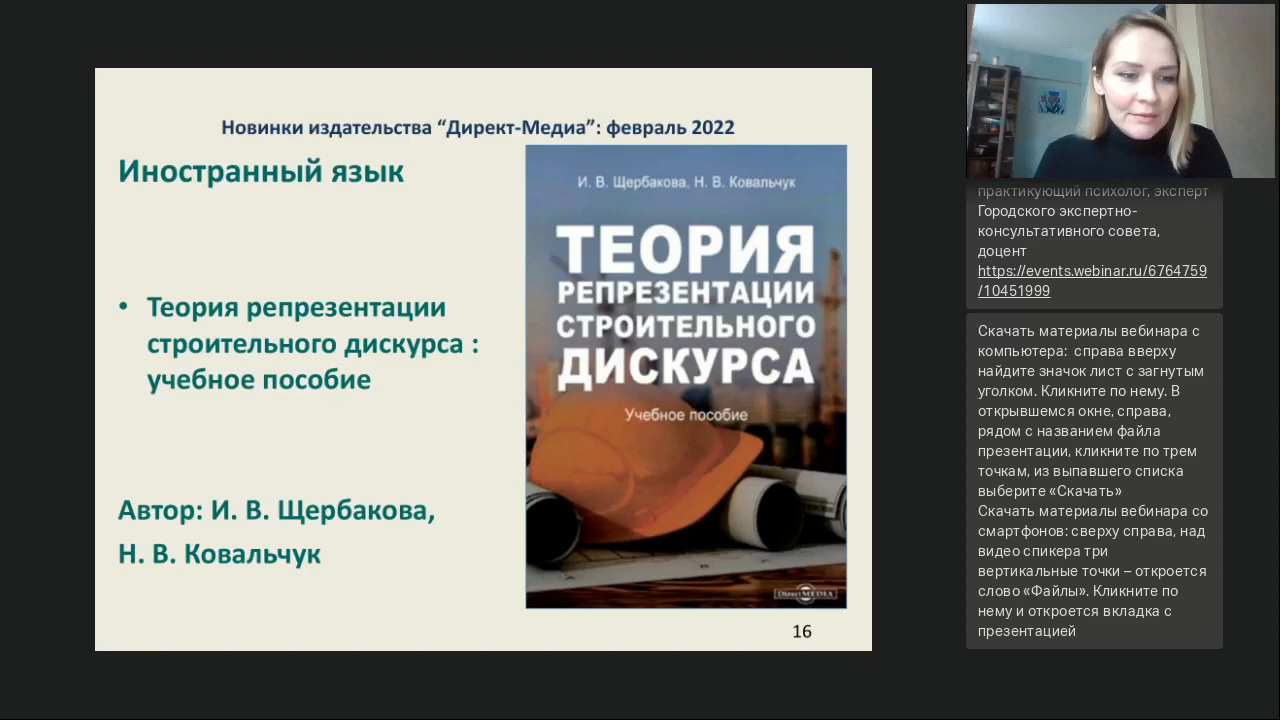 Новинки издательства “Директ-Медиа”: февраль 2022
Иностранный язык
• Теория репрезентации
строительного дискурса :
учебное пособие
Автор: И. В. Щербакова,
Н. В. Ковальчук
И. В. Щербакова, Н. В. Ковальчук
ТЕОРИЯ
РЕПРЕЗЕНТАЦИИ
СТРОИТЕЛЬНОГО
ДИСКУРСА
Учебное пособие
DirectMEDIA
16
практикующий психолог, эксперт
Городского экспертно-
консультативного совета,
доцент
https://events.webinar.ru/6764759
/10451999
Скачать материалы вебинара с
компьютера:  справа вверху
найдите значок лист с загнутым
уголком. Кликните по нему. В
открывшемся окне, справа,
рядом с названием файла
презентации, кликните по трем
точкам, из выпавшего списка
выберите «Скачать»
Скачать материалы вебинара со
смартфонов: сверху справа, над
видео спикера три
вертикальные точки – откроется
слово «Файлы». Кликните по
нему и откроется вкладка с
презентацией